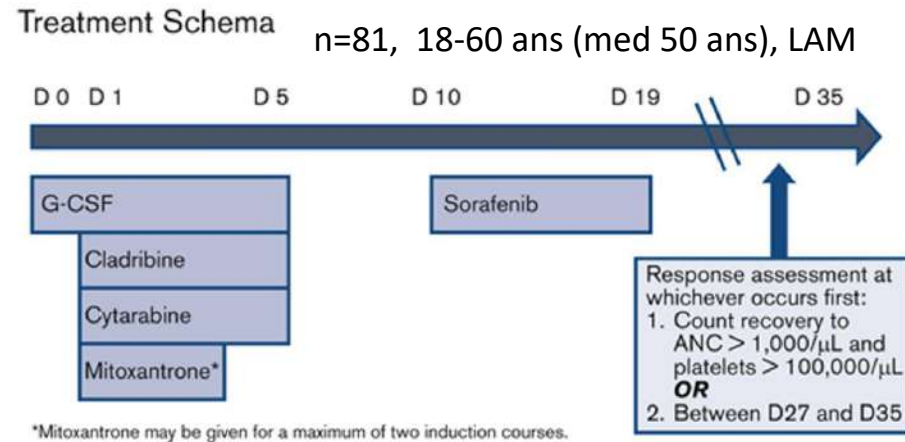 Treatment Schema
n=81, 18-60 ans (med 50 ans), LAM
D 0 D 1 D 5 D 10 D 19 D 35
G-CSF
Sorafenib
Cladribine
Cytarabine
Mitoxantrone*
Response assessment at
whichever occurs first:
1. Count recovery to
ANC > 1,000/µL and
platelets > 100,000/µL
OR
2. Between D27 and D35
*Mitoxantrone may be given for a maximum of two induction courses.